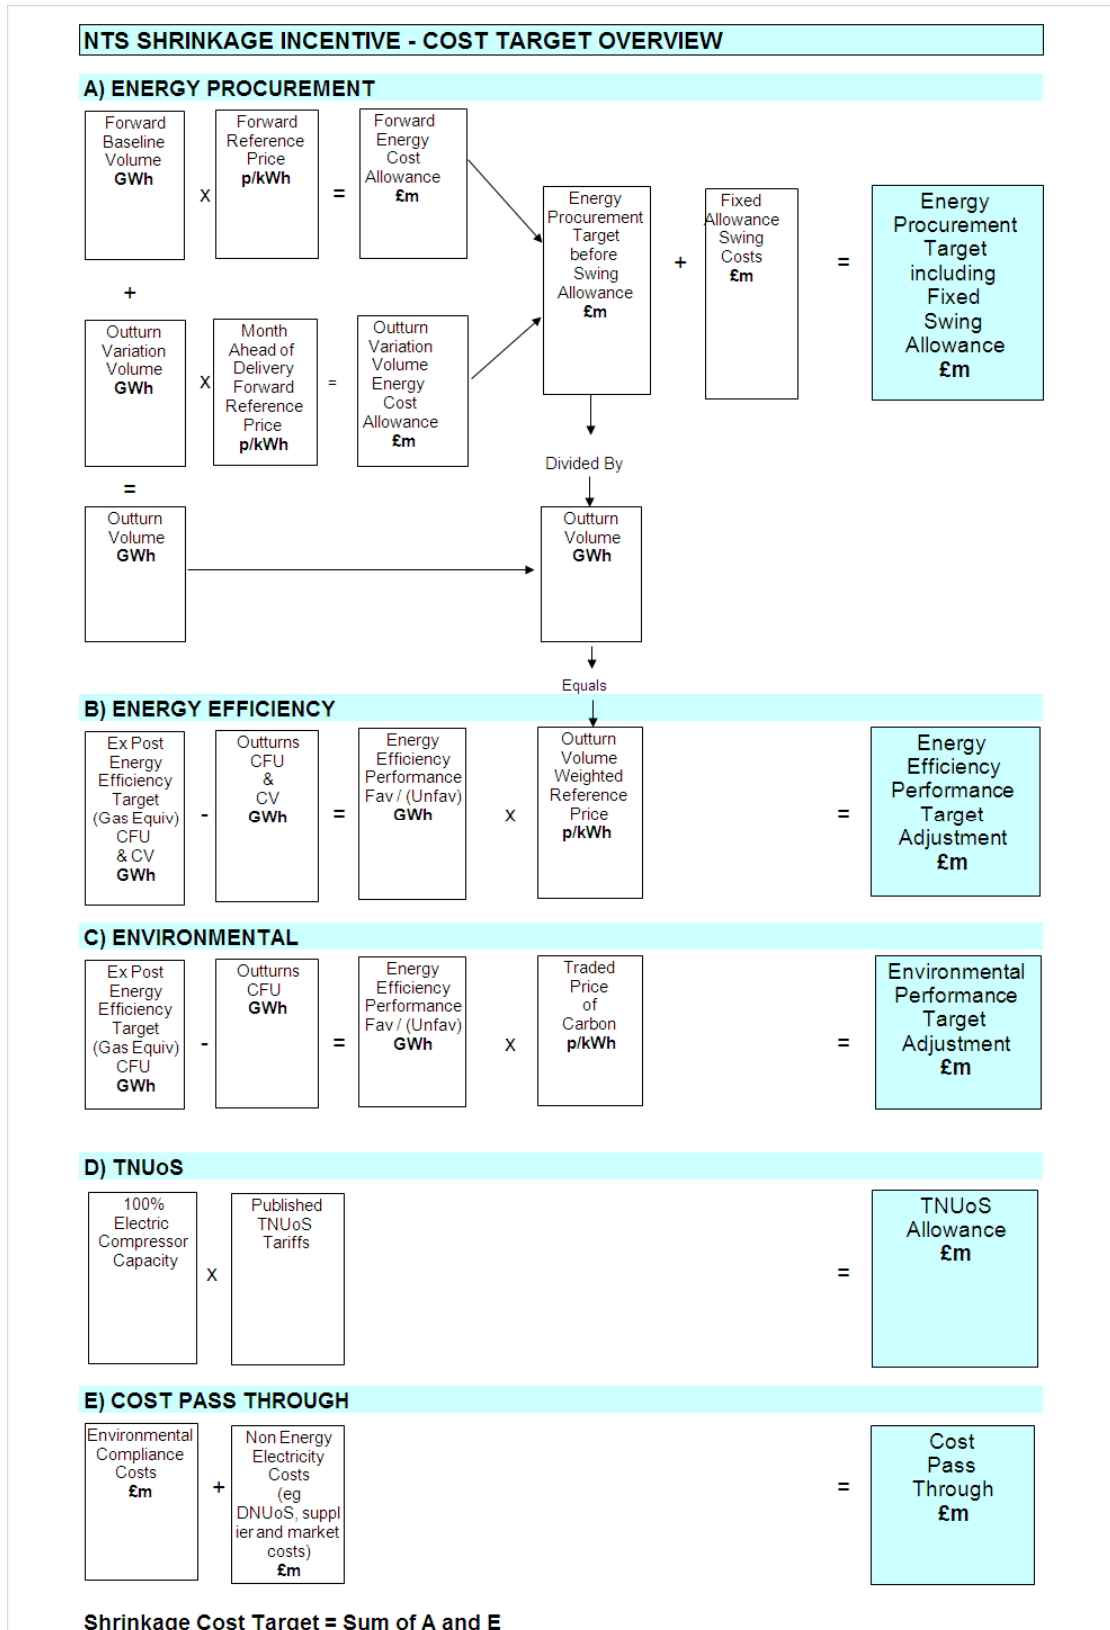 NTS SHRINKAGE INCENTIVE - COST TARGET OVERVIEW
A) ENERGY PROCUREMENT
Forward
Baseline
Volume
GWh
X
Forward
Reference
Price
p/kWh
=
Forward
Energy
Cost
Allowance
£m
Energy
Procurement
Target
before
Swing
Allowance
£m
+
Fixed
Allowance
Swing
Costs
£m
=
Energy
Procurement
Target
including
Fixed
Swing
Allowance
£m
+
Outturn
Variation
Volume
GWh
X
Month
Ahead of
Delivery
Forward
Reference
Price
p/kWh
=
Outturn
Variation
Volume
Energy
Cost
Allowance
£m
Divided By
=
Outturn
Volume
GWh
Outturn
Volume
GWh
Equals
B) ENERGY EFFICIENCY
Ex Post
Energy
Efficiency
Target
(Gas Equiv)
CFU
& CV
GWh
-
Outturns
CFU
&
CV
GWh
=
Energy
Efficiency
Performance
Fav / (Unfav)
GWh
X
Outturn
Volume
Weighted
Reference
Price
p/kWh
=
Energy
Efficiency
Performance
Target
Adjustment
£m
C) ENVIRONMENTAL
Ex Post
Energy
Efficiency
Target
(Gas Equiv)
CFU
GWh
-
Outturns
CFU
GWh
=
Energy
Efficiency
Performance
Fav / (Unfav)
GWh
X
Traded
Price
of
Carbon
p/kWh
=
Environmental
Performance
Target
Adjustment
£m
D) TNUoS
100%
Electric
Compressor
Capacity
X
Published
TNUoS
Tariffs
=
TNUoS
Allowance
£m
E) COST PASS THROUGH
Environmental
Compliance
Costs
£m
+
Non Energy
Electricity
Costs
(eg
DNUoS, suppl
ier and market
costs)
£m
=
Cost
Pass
Through
£m
Shrinkage Cost Target = Sum of A and E